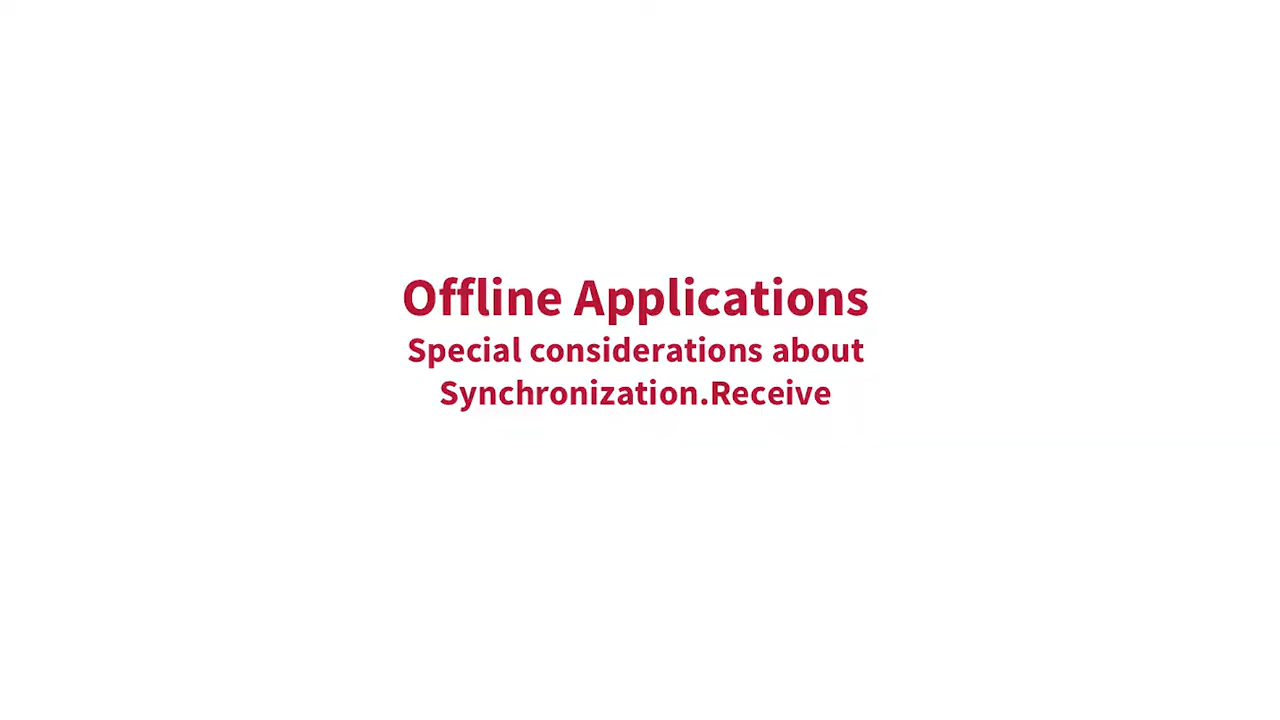 Offline Applications
Special considerations about
Synchronization.Receive